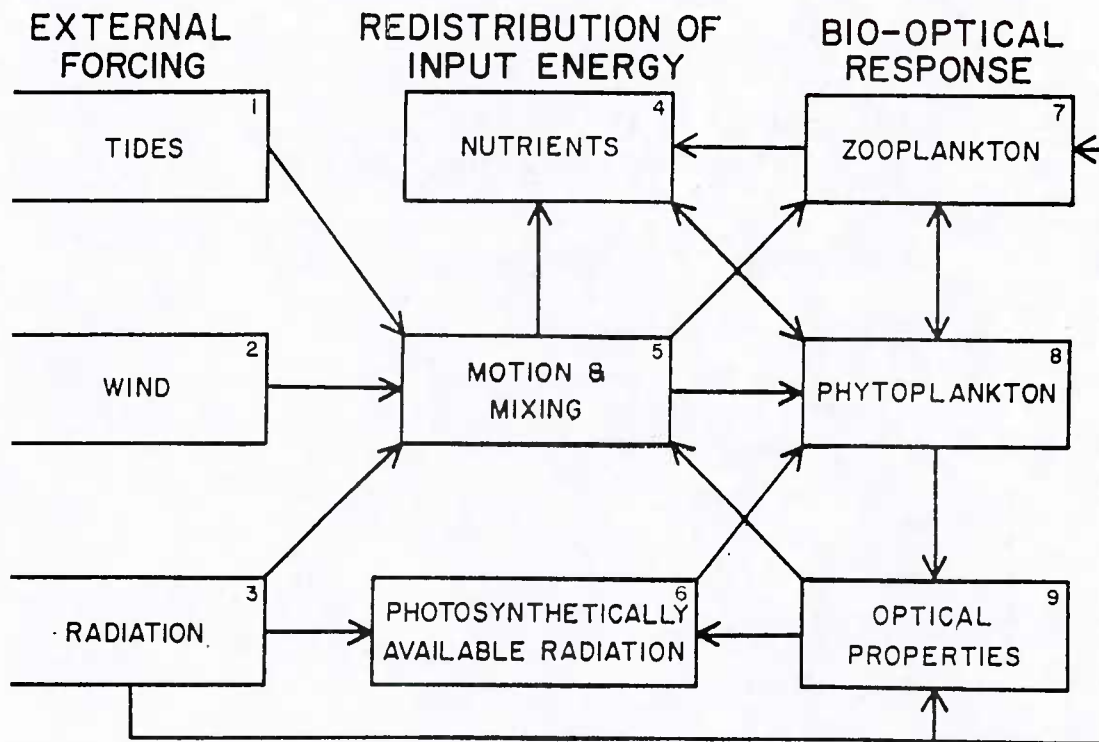 EXTERNAL
FORCING
REDISTRIBUTION OF
INPUT ENERGY
BIO-OPTICAL
RESPONSE
1
TIDES
4
NUTRIENTS
7
ZOOPLANKTON
2
WIND
5
MOTION &
MIXING
8
PHYTOPLANKTON
3
RADIATION
6
PHOTOSYNTHETICALLY
AVAILABLE RADIATION
9
OPTICAL
PROPERTIES